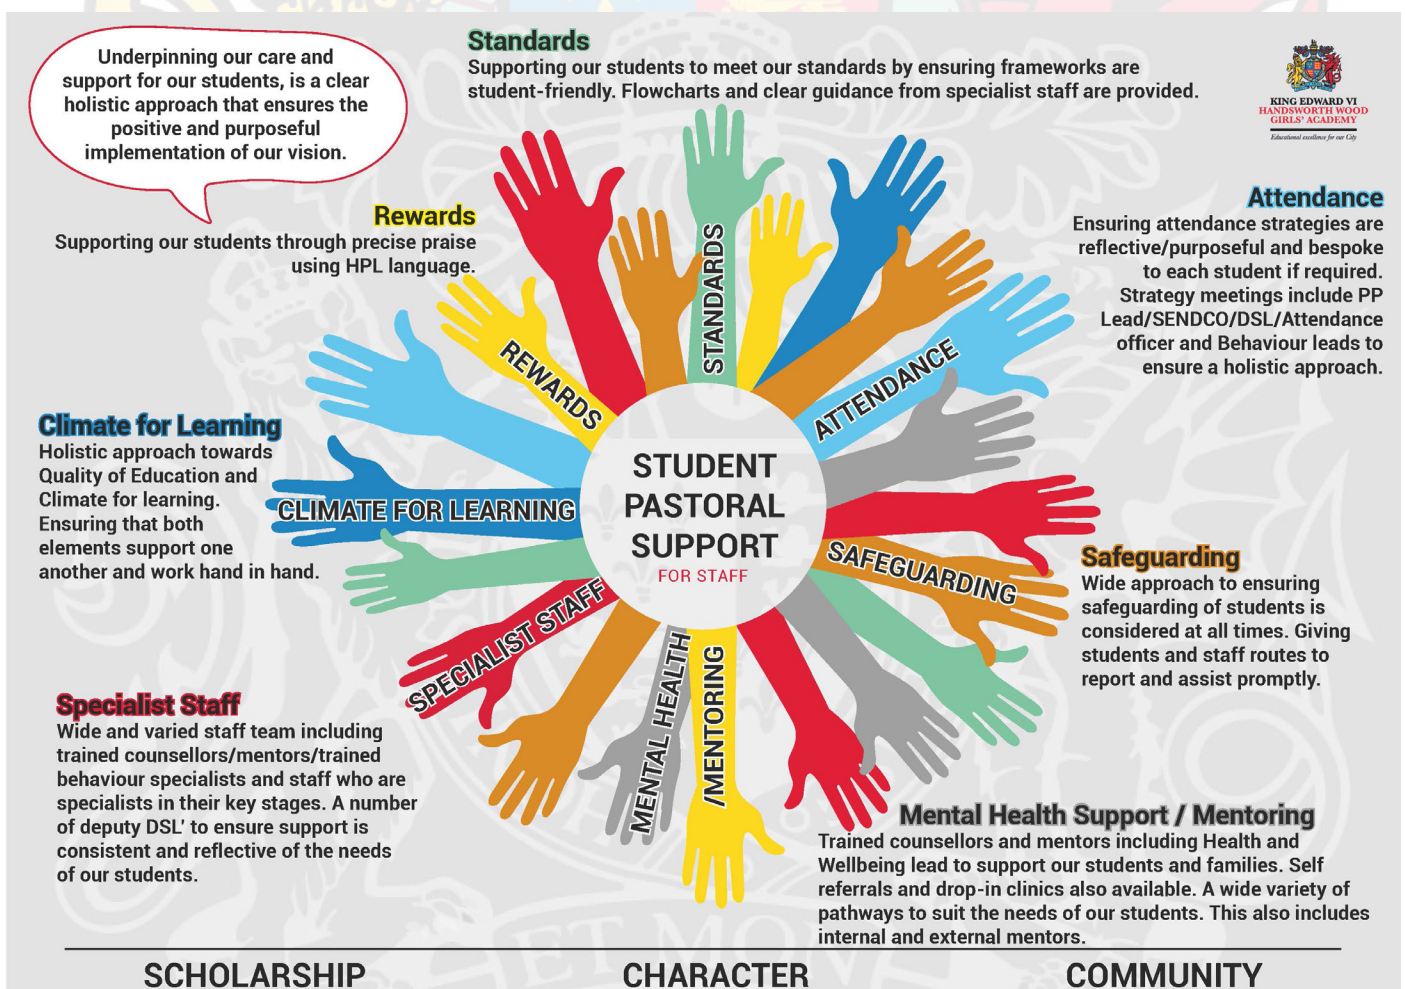 Underpinning our care and
support for our students, is a clear
holistic approach that ensures the
positive and purposeful
implementation of our vision.
Standards
Supporting our students to meet our standards by ensuring frameworks are
student-friendly. Flowcharts and clear guidance from specialist staff are provided.
KING EDWARD VI
HANDSWORTH WOOD
GIRLS' ACADEMY
Educational excellence for our City
Rewards
Supporting our students through precise praise
using HPL language.
Attendance
Ensuring attendance strategies are
reflective/purposeful and bespoke
to each student if required.
Strategy meetings include PP
Lead/SENDCO/DSL/Attendance
officer and Behaviour leads to
ensure a holistic approach.
Climate for Learning
Holistic approach towards
Quality of Education and
Climate for learning.
Ensuring that both
elements support one
another and work hand in hand.
REWARDS
STANDARDS
ATTENDANCE
CLIMATE FOR LEARNING
STUDENT
PASTORAL
SUPPORT
FOR STAFF
SAFEGUARDING
SPECIALIST STAFF
MENTAL HEALTH
/MENTORING
Safeguarding
Wide approach to ensuring
safeguarding of students is
considered at all times. Giving
students and staff routes to
report and assist promptly.
Specialist Staff
Wide and varied staff team including
trained counsellors/mentors/trained
behaviour specialists and staff who are
specialists in their key stages. A number
of deputy DSL' to ensure support is
consistent and reflective of the needs
of our students.
Mental Health Support / Mentoring
Trained counsellors and mentors including Health and
Wellbeing lead to support our students and families. Self
referrals and drop-in clinics also available. A wide variety of
pathways to suit the needs of our students. This also includes
internal and external mentors.
ET MON
SCHOLARSHIP
CHARACTER
COMMUNITY